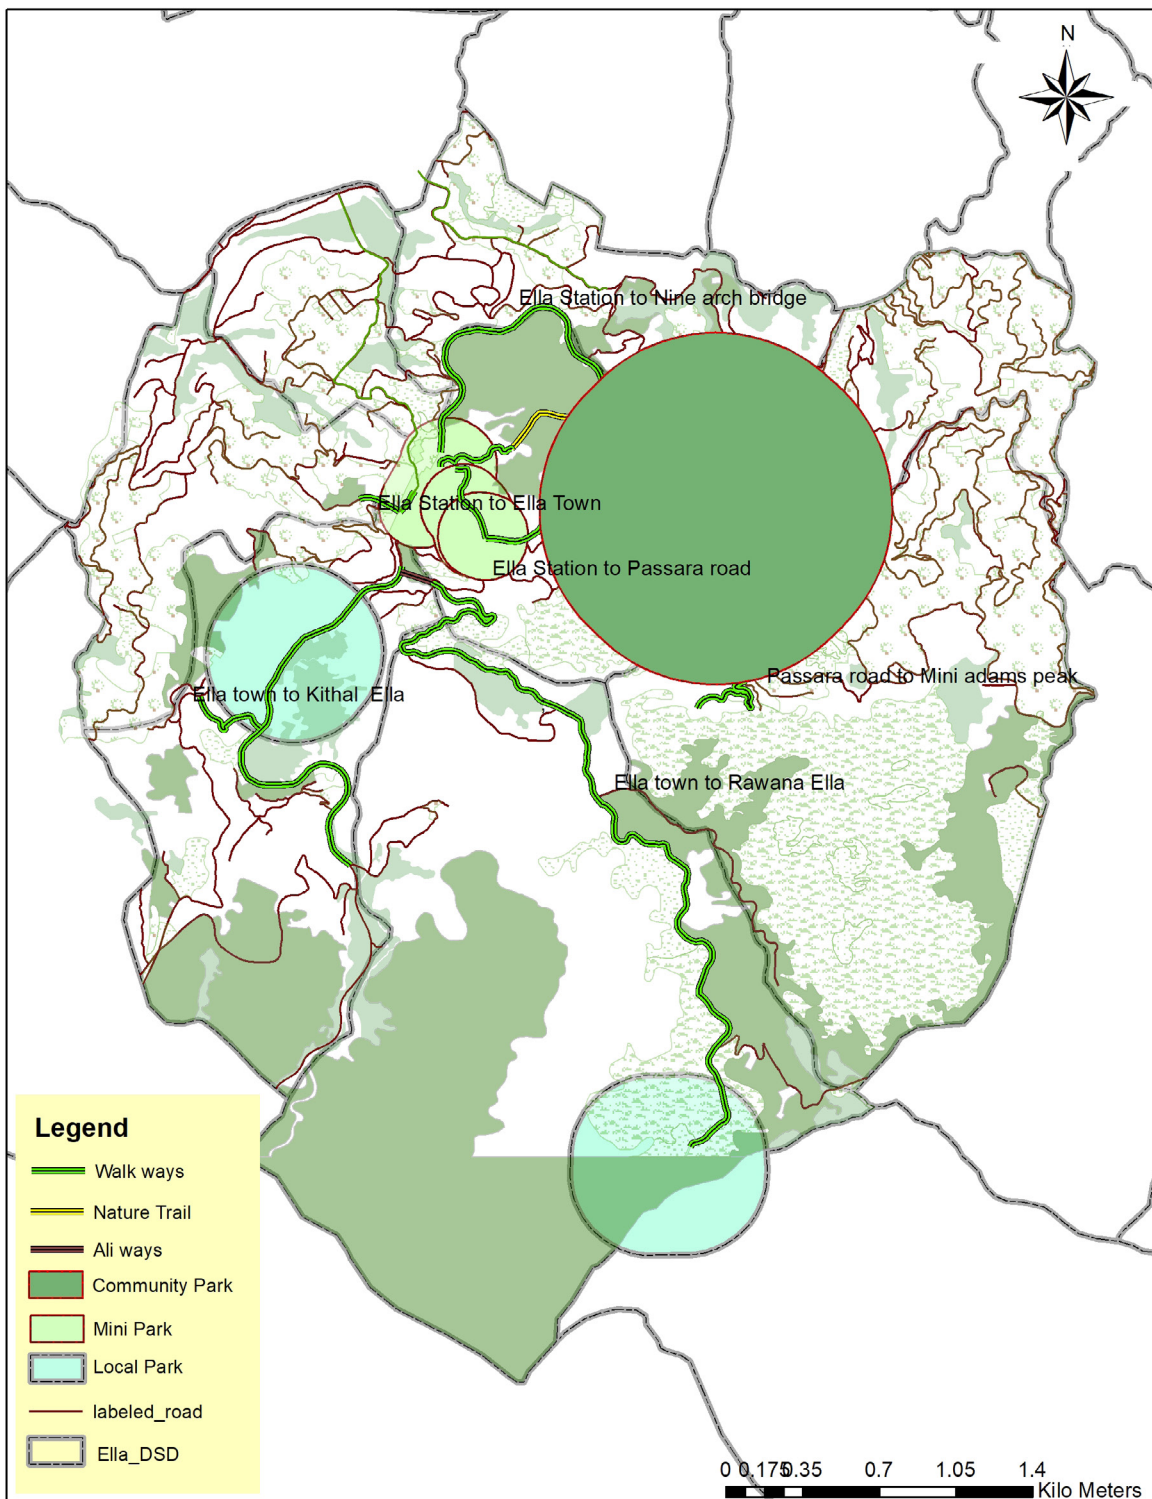 N
Ella Station to Nine arch bridge
Ella Station to Ella Town
Ella Station to Passara road
Passara road to Mini adams peak
Ella town to Kithal Ella
Ella town to Rawana Ella
Legend
Walk ways
Nature Trail
Ali ways
Community Park
Mini Park
Local Park
labeled_road
Ella_DSD
0 0.175 0.35 0.7 1.05 1.4
Kilo Meters